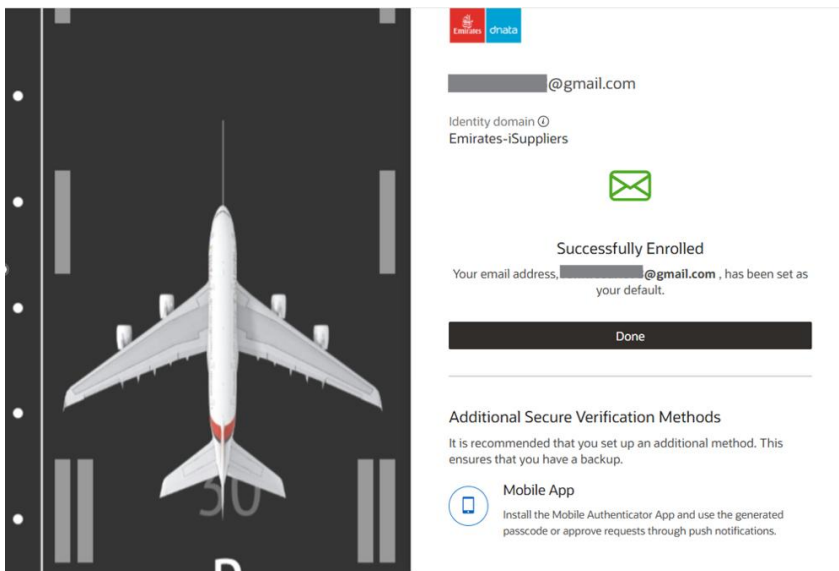 Emirates dnata
@gmail.com
Identity domain
Emirates-iSuppliers
Successfully Enrolled
Your email address, @gmail.com , has been set as
your default.
Done
Additional Secure Verification Methods
It is recommended that you set up an additional method. This
ensures that you have a backup.
Mobile App
Install the Mobile Authenticator App and use the generated
passcode or approve requests through push notifications.
30